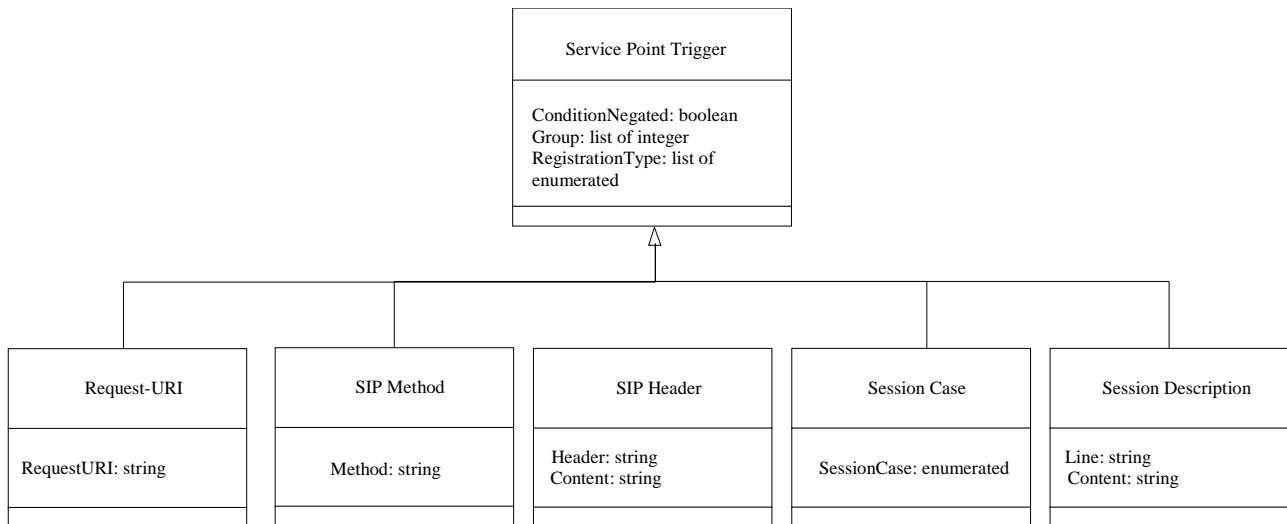 Service Point Trigger
ConditionNegated: boolean
Group: list of integer
RegistrationType: list of
enumerated
Request-URI
RequestURI: string
SIP Method
Method: string
SIP Header
Header: string
Content: string
Session Case
SessionCase: enumerated
Session Description
Line: string
Content: string